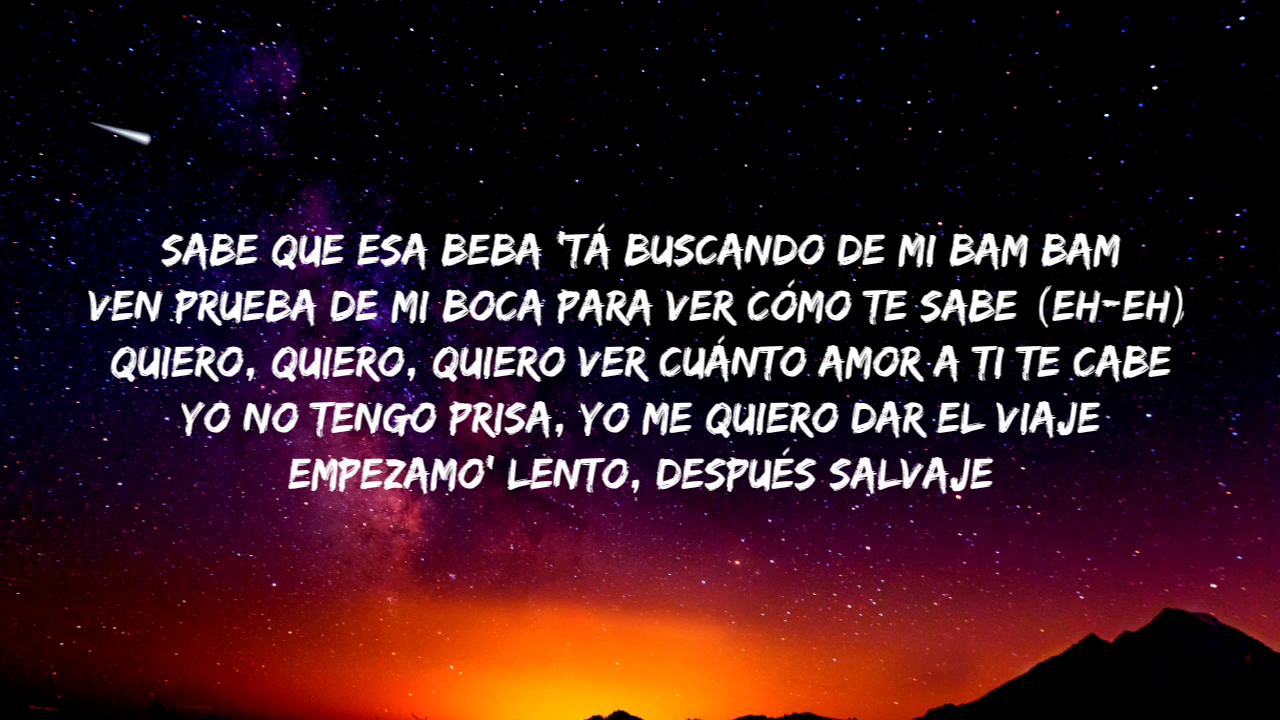 SABE QUE ESA BEBA 'TÁ BUSCANDO DE MI BAM BAM
VEN PRUEBA DE MI BOCA PARA VER CÓMO TE SABE (EH-EH)
QUIERO, QUIERO, QUIERO VER CUÁNTO AMOR A TI TE CABE
YO NO TENGO PRISA, YO ME QUIERO DAR EL VIAJE
EMPEZAMO' LENTO, DESPUÉS SALVAJE